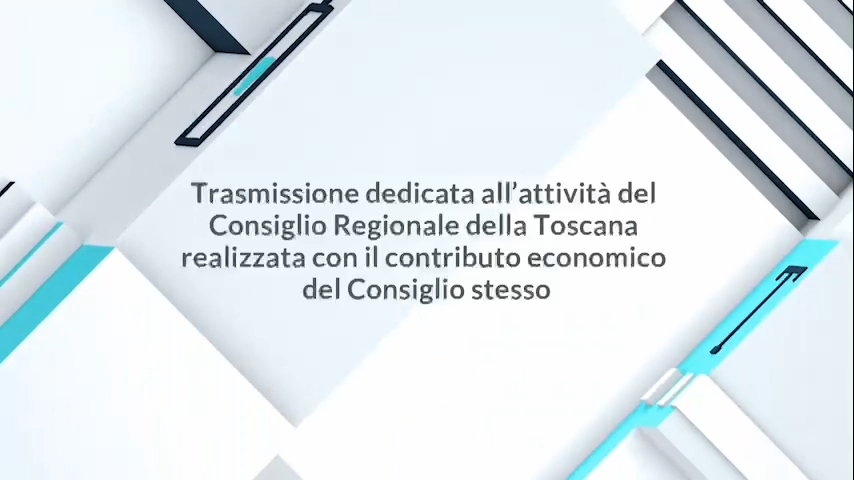 Trasmissione dedicata all'attività del
Consiglio Regionale della Toscana
realizzata con il contributo economico
del Consiglio stesso